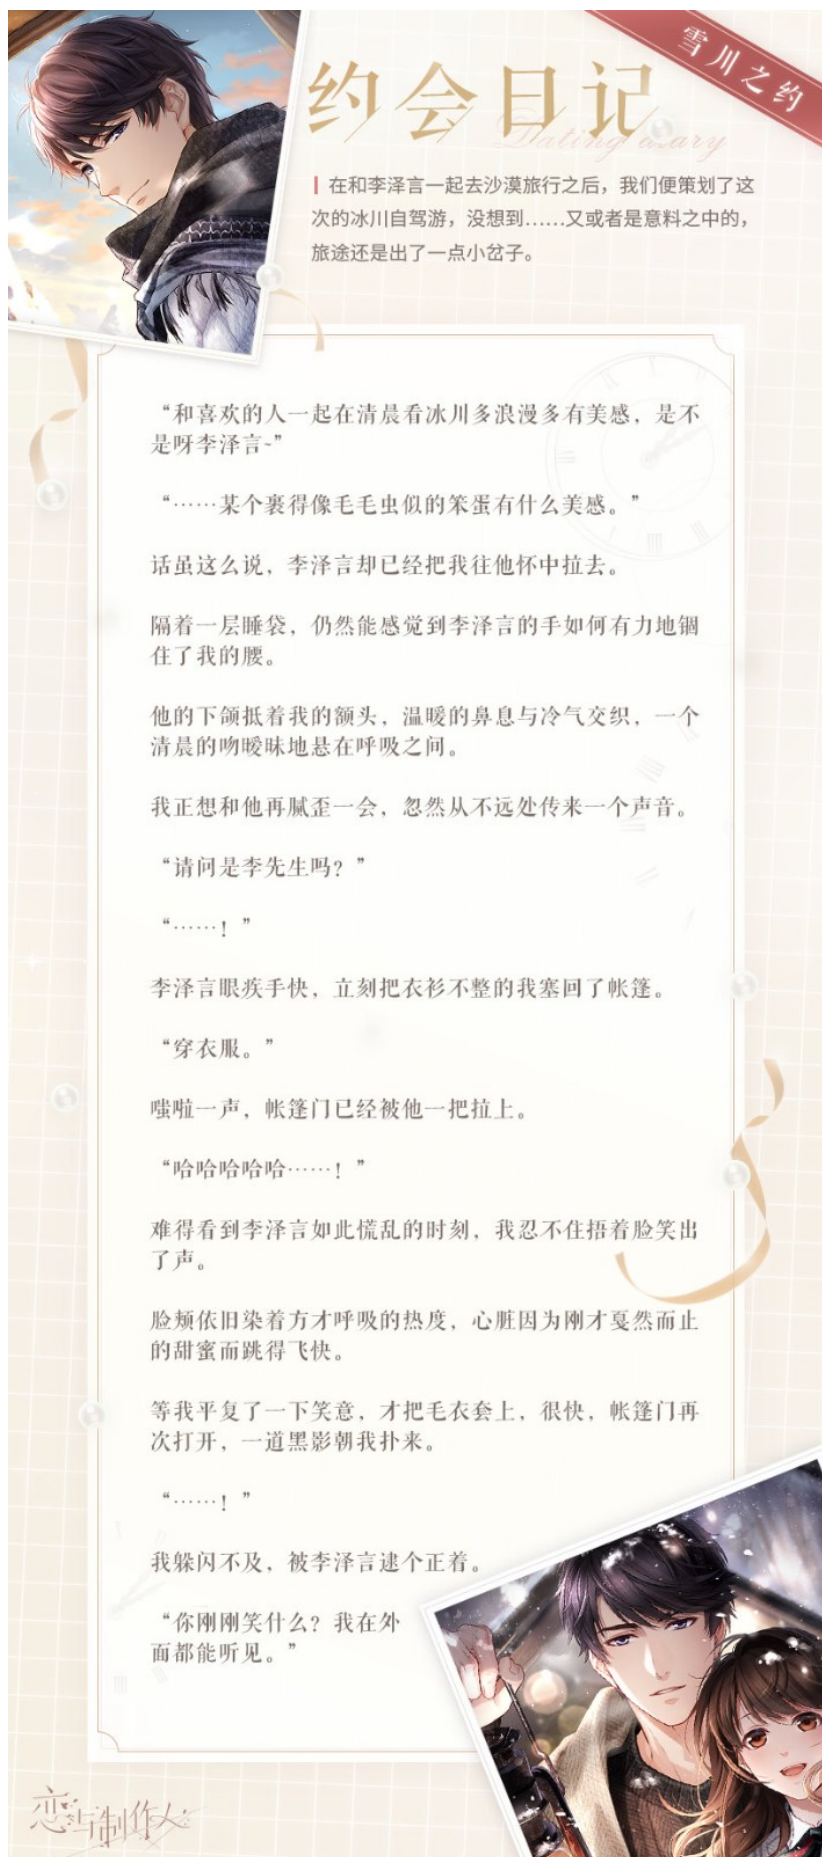 雪川之约
约会日记
Dating diary
在和李泽言一起去沙漠旅行之后，我们便策划了这
次的冰川自驾游，没想到……又或者是意料之中的，
旅途还是出了一点小岔子。
“和喜欢的人一起在清晨看冰川多浪漫多有美感，是不
是呀李泽言~”
“……某个裹得像毛毛虫似的笨蛋有什么美感。”
话虽这么说，李泽言却已经把我往他怀中拉去。
隔着一层睡袋，仍然能感觉到李泽言的手如何有力地锢
住了我的腰。
他的下颌抵着我的额头，温暖的鼻息与冷气交织，一个
清晨的吻暧昧地悬在呼吸之间。
我正想和他再腻歪一会，忽然从不远处传来一个声音。
“请问是李先生吗？”
“……！”
李泽言眼疾手快，立刻把衣衫不整的我塞回了帐篷。
“穿衣服。”
嗤啦一声，帐篷门已经被他一把拉上。
“哈哈哈哈哈……！”
难得看到李泽言如此慌乱的时刻，我忍不住捂着脸笑出
了声。
脸颊依旧染着方才呼吸的热度，心脏因为刚才戛然而止
的甜蜜而跳得飞快。
等我平复了一下笑意，才把毛衣套上，很快，帐篷门再
次打开，一道黑影朝我扑来。
“……！”
我躲闪不及，被李泽言逮个正着。
“你刚刚笑什么？我在外
面都能听见。”
恋与制作人